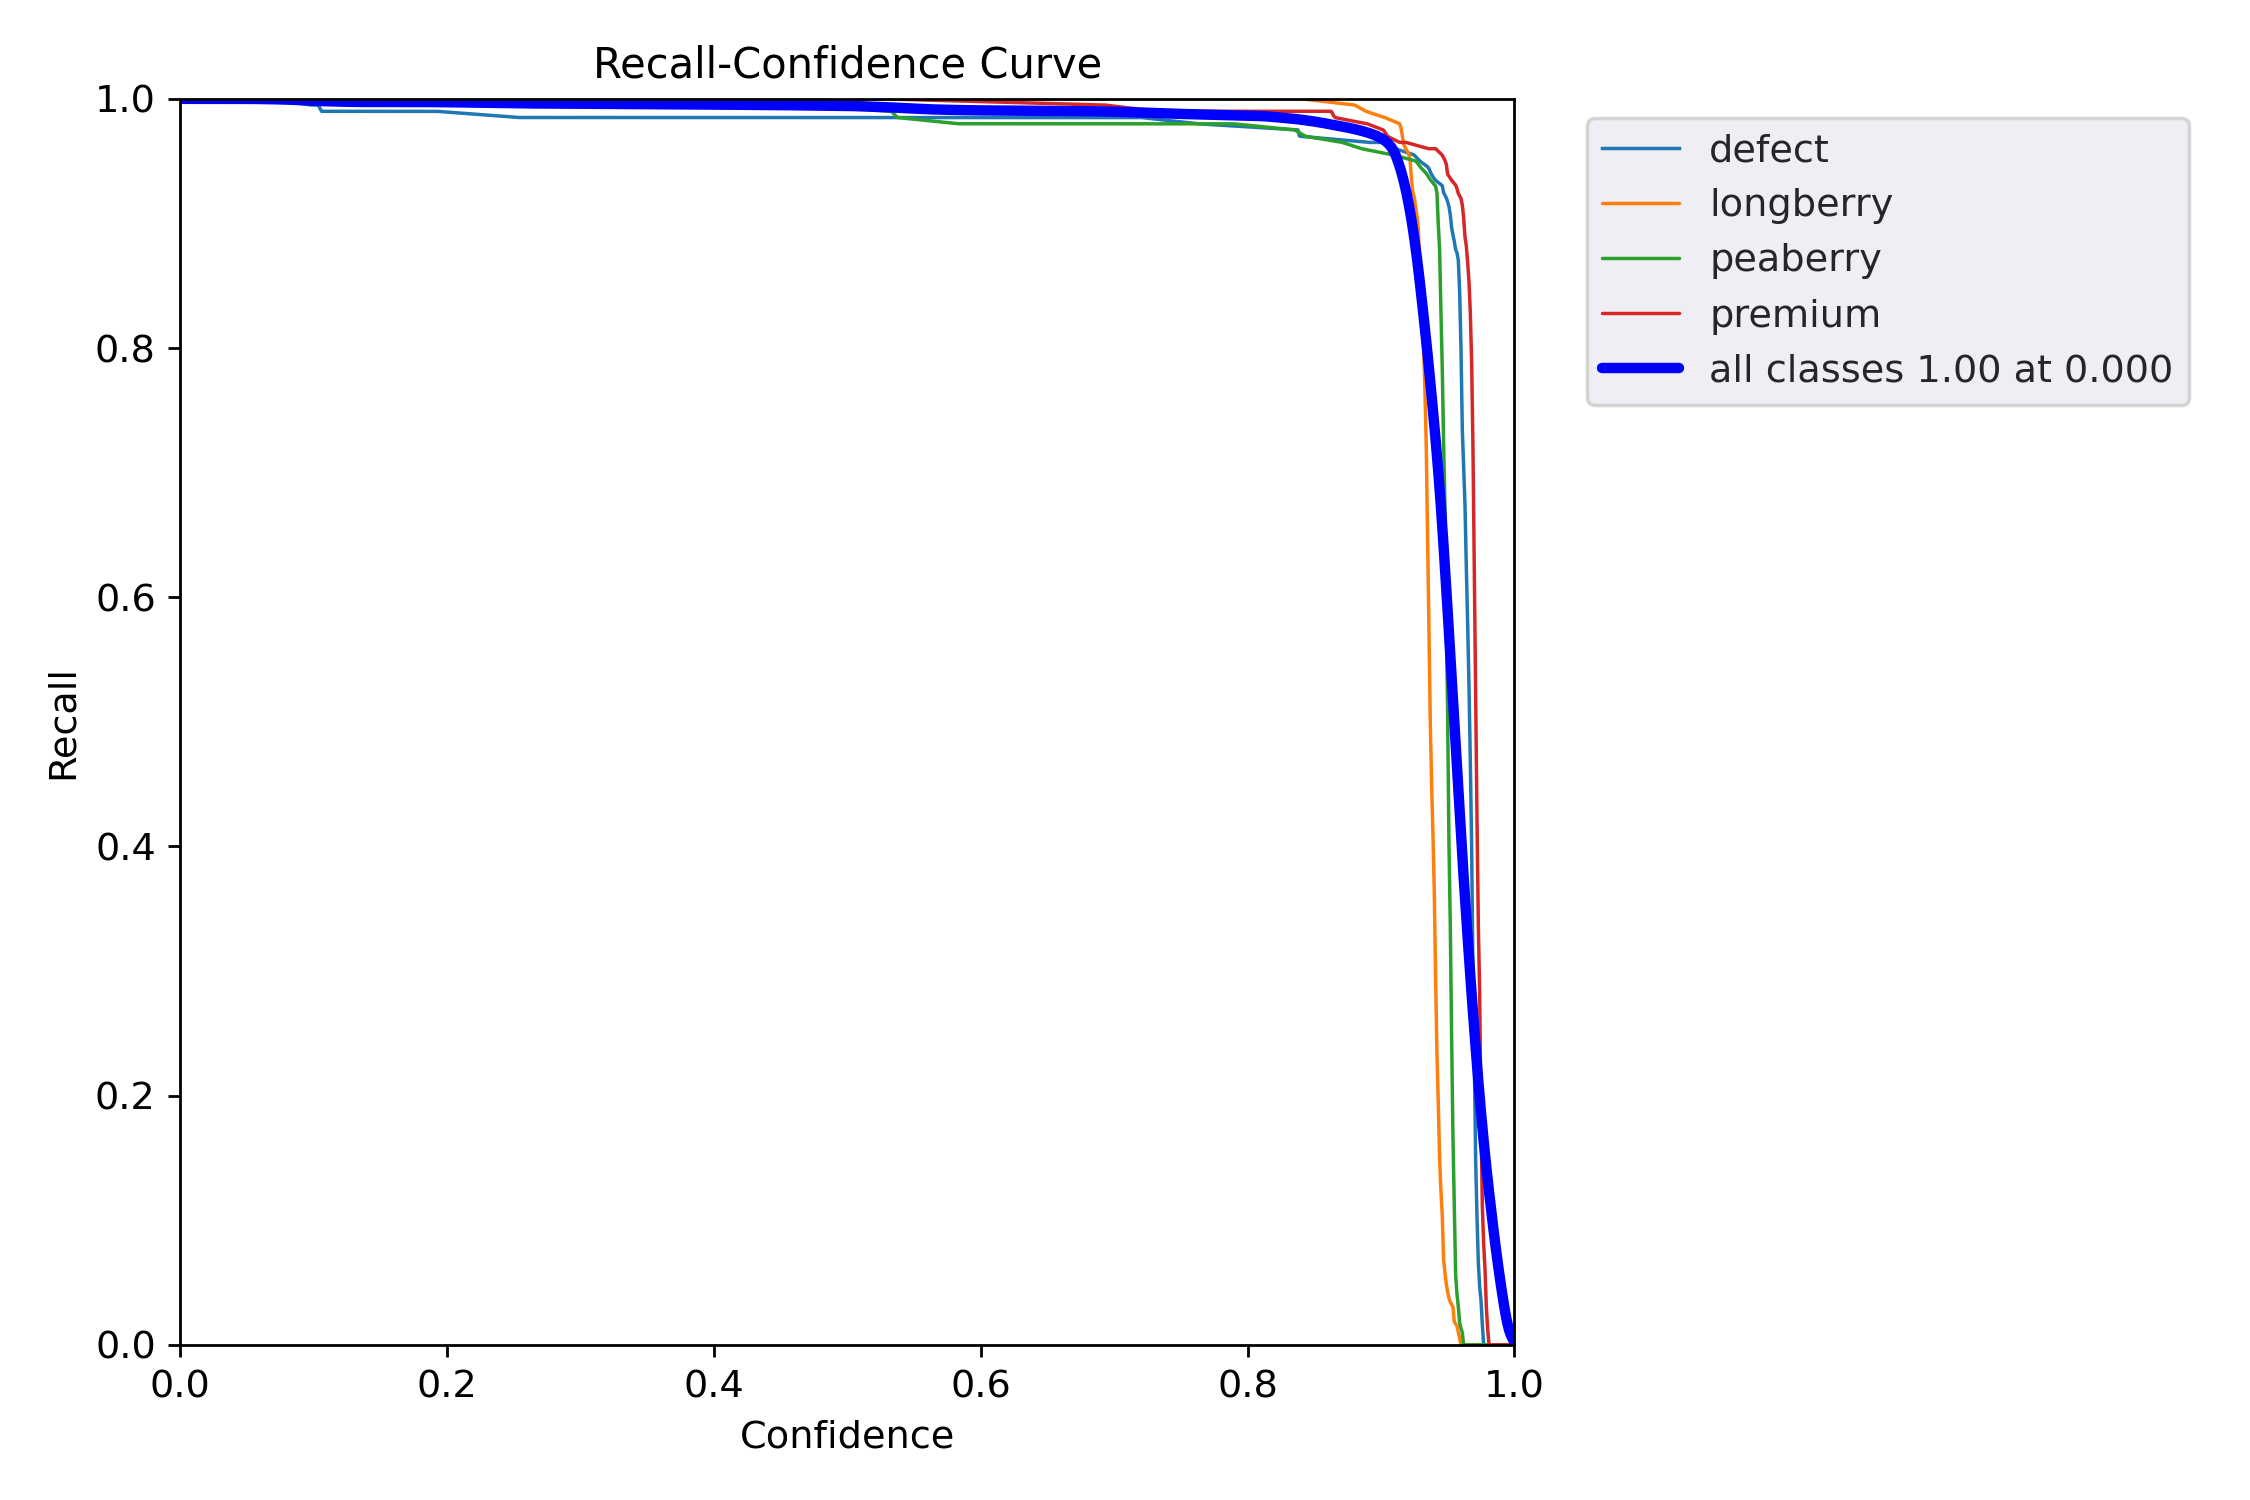 Recall-Confidence Curve
1.0
0.8
0.6
0.4
0.2
0.0
Recall
0.0 0.2 0.4 0.6 0.8 1.0
Confidence
defect
longberry
peaberry
premium
all classes 1.00 at 0.000